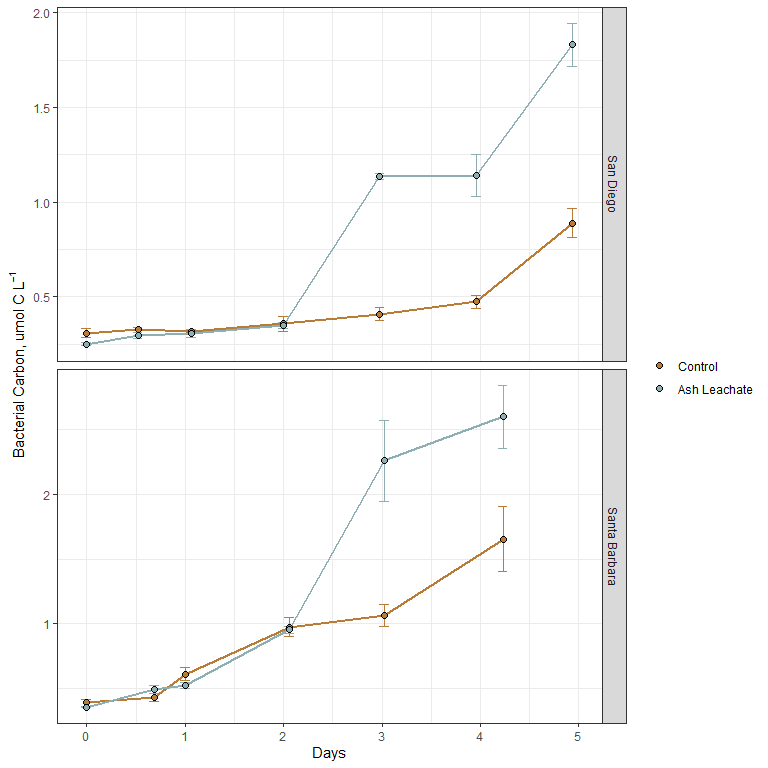 2.0
1.5
1.0
0.5
San Diego
Bacterial Carbon, umol C L⁻¹
Control
Ash Leachate
2
1
Santa Barbara
0 1 2 3 4 5
Days